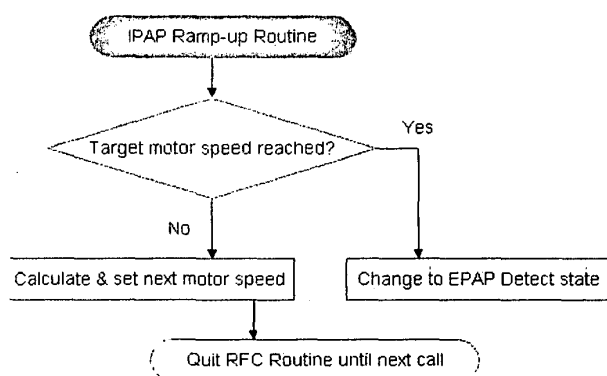 IPAP Ramp-up Routine
Target motor speed reached?
Yes
No
Calculate & set next motor speed
Change to EPAP Detect state
Quit RFC Routine until next call